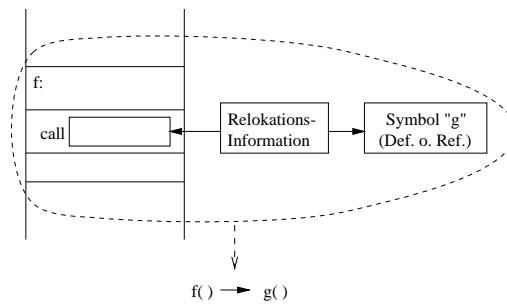 f:
call
Relokations-
Information
Symbol "g"
(Def. o. Ref.)
f( ) g( )